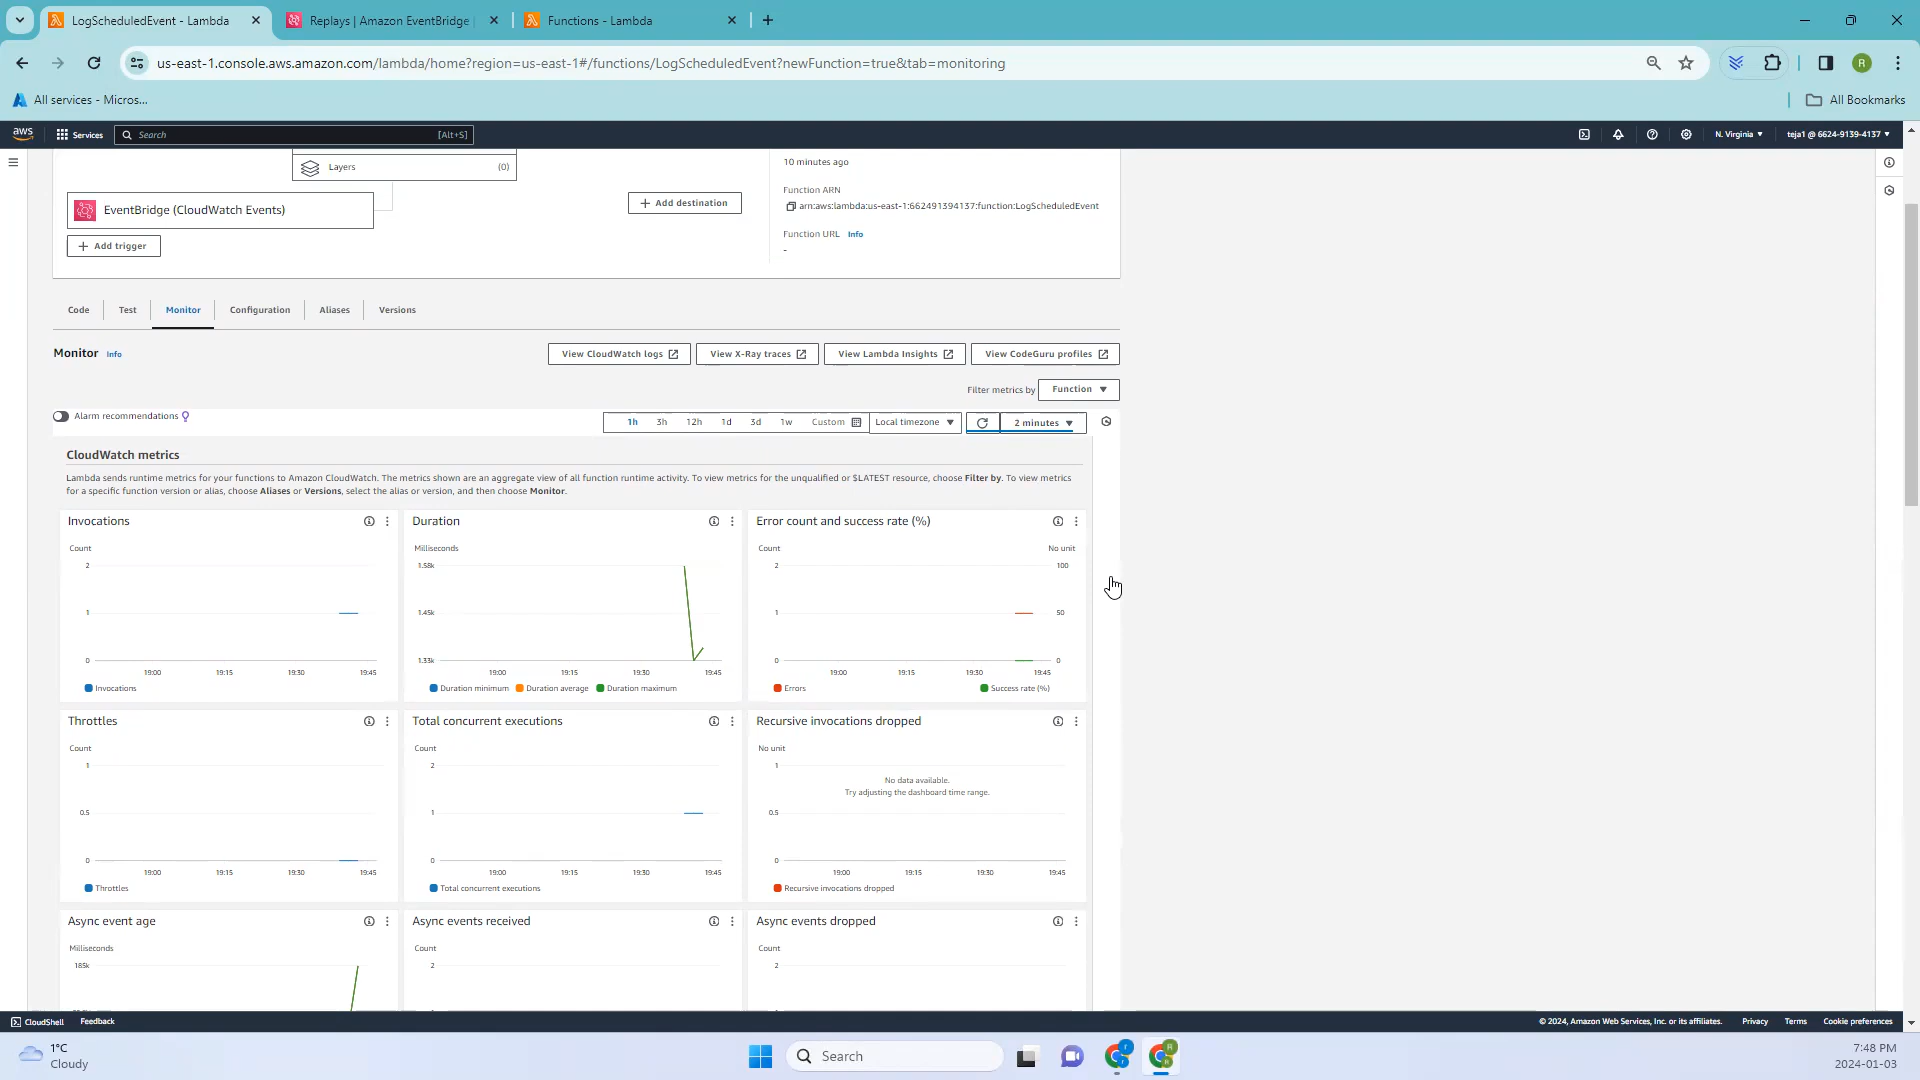 LogScheduledEvent - Lambda
Replays | Amazon EventBridge
Functions - Lambda
us-east-1.console.aws.amazon.com/lambda/home?region=us-east-1#/functions/LogScheduledEvent?newFunction=true&tab=monitoring
R
All services - Micros...
All Bookmarks
aws
Services
Search
[Alt+S]
N. Virginia
teja1 @ 6624-9139-4137
Layers
(0)
10 minutes ago
Function ARN
arn:aws:lambda:us-east-1:662491394137:function:LogScheduledEvent
EventBridge (CloudWatch Events)
Add destination
Function URL Info
-
Add trigger
Code
Test
Monitor
Configuration
Aliases
Versions
Monitor Info
View CloudWatch logs
View X-Ray traces
View Lambda Insights
View CodeGuru profiles
Filter metrics by
Function
Alarm recommendations
1h
3h
12h
1d
3d
1w
Custom
Local timezone
2 minutes
CloudWatch metrics
Lambda sends runtime metrics for your functions to Amazon CloudWatch. The metrics shown are an aggregate view of all function runtime activity. To view metrics for the unqualified or $LATEST resource, choose Filter by. To view metrics
for a specific function version or alias, choose Aliases or Versions, select the alias or version, and then choose Monitor.
Invocations
Count
2
1
0
19:00
19:15
19:30
19:45
Invocations
Duration
Milliseconds
1.58k
1.45k
1.33k
19:00
19:15
19:30
19:45
Duration minimum
Duration average
Duration maximum
Error count and success rate (%)
Count
No unit
2
100
1
50
0
0
19:00
19:15
19:30
19:45
Errors
Success rate (%)
Throttles
Count
1
0.5
0
19:00
19:15
19:30
19:45
Throttles
Total concurrent executions
Count
2
1
0
19:00
19:15
19:30
19:45
Total concurrent executions
Recursive invocations dropped
No unit
1
No data available.
Try adjusting the dashboard time range.
0.5
0
19:00
19:15
19:30
19:45
Recursive invocations dropped
Async event age
Milliseconds
185k
Async events received
Count
2
Async events dropped
Count
2
CloudShell
Feedback
© 2024, Amazon Web Services, Inc. or its affiliates.
Privacy
Terms
Cookie preferences
1°C
Cloudy
Search
7:48 PM
2024-01-03